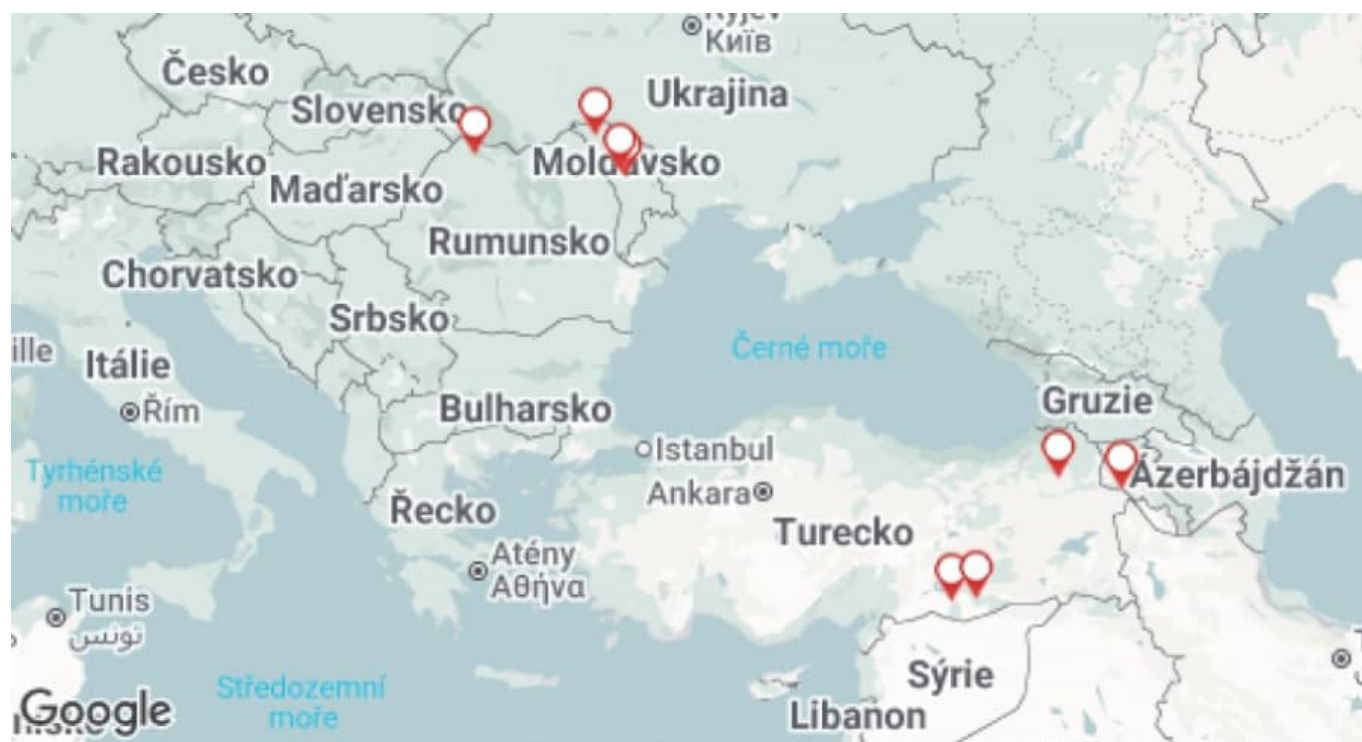 Kyjev
Київ
Česko
Ukrajina
Slovensko
Rakousko
Moldavsko
Maďarsko
Rumunsko
Chorvatsko
Srbsko
Černé moře
ille
Itálie
Gruzie
Řím
Bulharsko
Istanbul
Tyrhénské
moře
Ázerbájdžán
Ankara
Řecko
Turecko
Atény
Αθήνα
Tunis
تونس
Sýrie
Středozemní
moře
Google
Libanon